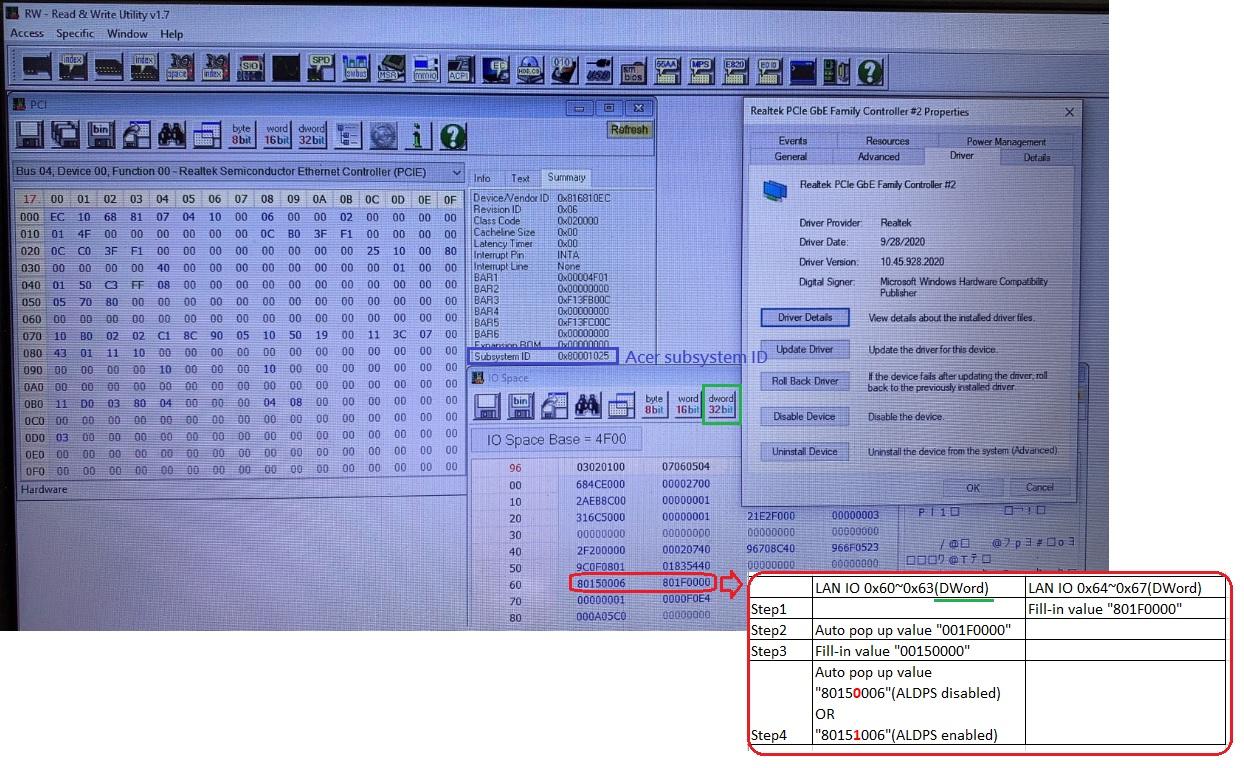 RW - Read & Write Utility v1.7
Access Specific Window Help
PCI
byte 8bit word 16bit dword 32bit
Refresh
Bus 04, Device 00, Function 00 - Realtek Semiconductor Ethernet Controller (PCIE)
17 00 01 02 03 04 05 06 07 08 09 0A 0B 0C 0D 0E 0F
000 EC 10 68 81 07 04 10 00 06 00 00 02 00 00 00 00
010 01 4F 00 00 00 00 00 00 0C B0 3F F1 00 00 00 00
020 0C C0 3F F1 00 00 00 00 00 00 00 00 25 10 00 80
030 00 00 00 00 40 00 00 00 00 00 00 00 00 01 00 00
040 01 50 C3 FF 08 00 00 00 00 00 00 00 00 00 00 00
050 05 70 80 00 00 00 00 00 00 00 00 00 00 00 00 00
060 00 00 00 00 00 00 00 00 00 00 00 00 00 00 00 00
070 10 B0 02 02 C1 8C 90 05 10 50 19 00 11 3C 07 00
080 43 01 11 10 00 00 00 00 00 00 00 00 00 00 00 00
090 00 00 00 00 10 00 00 00 10 00 00 00 00 00 00 00
0A0 00 00 00 00 00 00 00 00 00 00 00 00 00 00 00 00
0B0 11 D0 03 80 04 00 00 00 04 08 00 00 00 00 00 00
0C0 00 00 00 00 00 00 00 00 00 00 00 00 00 00 00 00
0D0 03 00 00 00 00 00 00 00 00 00 00 00 00 00 00 00
0E0 00 00 00 00 00 00 00 00 00 00 00 00 00 00 00 00
0F0 00 00 00 00 00 00 00 00 00 00 00 00 00 00 00 00
Hardware
Info Text Summary
Device/Vendor ID 0x816810EC
Revision ID 0x06
Class Code 0x020000
Cacheline Size 0x00
Latency Timer 0x00
Interrupt Pin INTA
Interrupt Line None
BAR1 0x00004F01
BAR2 0x00000000
BAR3 0xF13FB00C
BAR4 0x00000000
BAR5 0xF13FC00C
BAR6 0x00000000
Expansion ROM 0x00000000
Subsystem ID 0x80001025
Acer subsystem ID
IO Space
byte 8bit word 16bit dword 32bit
IO Space Base = 4F00
96 03020100 07060504
00 684CE000 00002700
10 2AEB8C00 00000001
20 316C5000 00000001 21E2F000 00000003
30 00000000 00000000 00000000 00000000
40 2F200000 00020740 96708C40 966F0523
50 9C0F0801 01835440 00000000 00000000
60 80150006 801F0000
70 00000001 0000F0E4
80 000A05C0 00000000
Realtek PCIe GbE Family Controller #2 Properties
Events Resources Power Management
General Advanced Driver Details
Realtek PCIe GbE Family Controller #2
Driver Provider: Realtek
Driver Date: 9/28/2020
Driver Version: 10.45.928.2020
Digital Signer: Microsoft Windows Hardware Compatibility
Publisher
Driver Details View details about the installed driver files.
Update Driver Update the driver for this device.
Roll Back Driver If the device fails after updating the driver, roll
back to the previously installed driver.
Disable Device Disable the device.
Uninstall Device Uninstall the device from the system (Advanced)
OK Cancel
LAN IO 0x60~0x63(DWord) LAN IO 0x64~0x67(DWord)
Step1 Fill-in value "801F0000"
Step2 Auto pop up value "001F0000"
Step3 Fill-in value "00150000"
Auto pop up value
"80150006"(ALDPS disabled)
OR
Step4 "80151006"(ALDPS enabled)